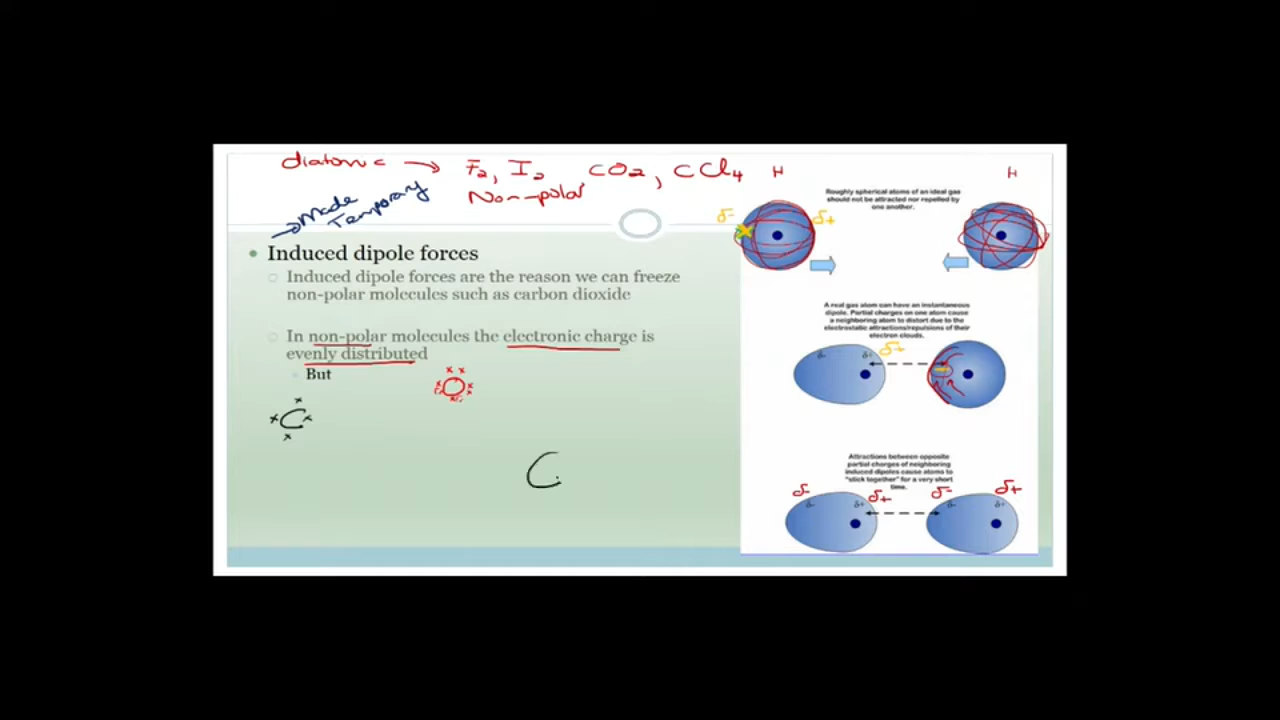 diatomic → F2, I2 CO2, CCl4 H H
Non-polar
→ Made
Temporary
Induced dipole forces
Induced dipole forces are the reason we can freeze
non-polar molecules such as carbon dioxide
In non-polar molecules the electronic charge is
evenly distributed
But
C
C
Roughly spherical atoms of an ideal gas
should not be attracted nor repelled by
one another.
δ- δ+
A real gas atom can have an instantaneous
dipole. Partial charges on one atom cause
a neighboring atom to distort due to the
electrostatic attractions/repulsions of their
electron clouds.
δ+
δ- δ+
Attractions between opposite
partial charges of neighboring
induced dipoles cause atoms to
"stick together" for a very short
time.
δ- δ+ δ- δ+
δ- δ+ δ- δ+